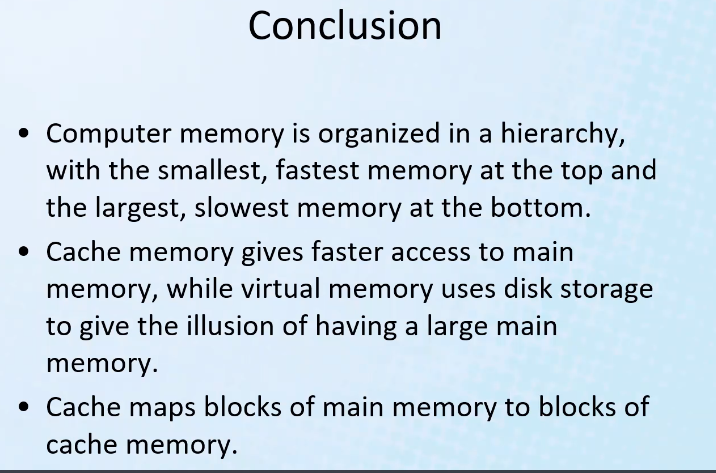 Conclusion
• Computer memory is organized in a hierarchy,
with the smallest, fastest memory at the top and
the largest, slowest memory at the bottom.
• Cache memory gives faster access to main
memory, while virtual memory uses disk storage
to give the illusion of having a large main
memory.
• Cache maps blocks of main memory to blocks of
cache memory.